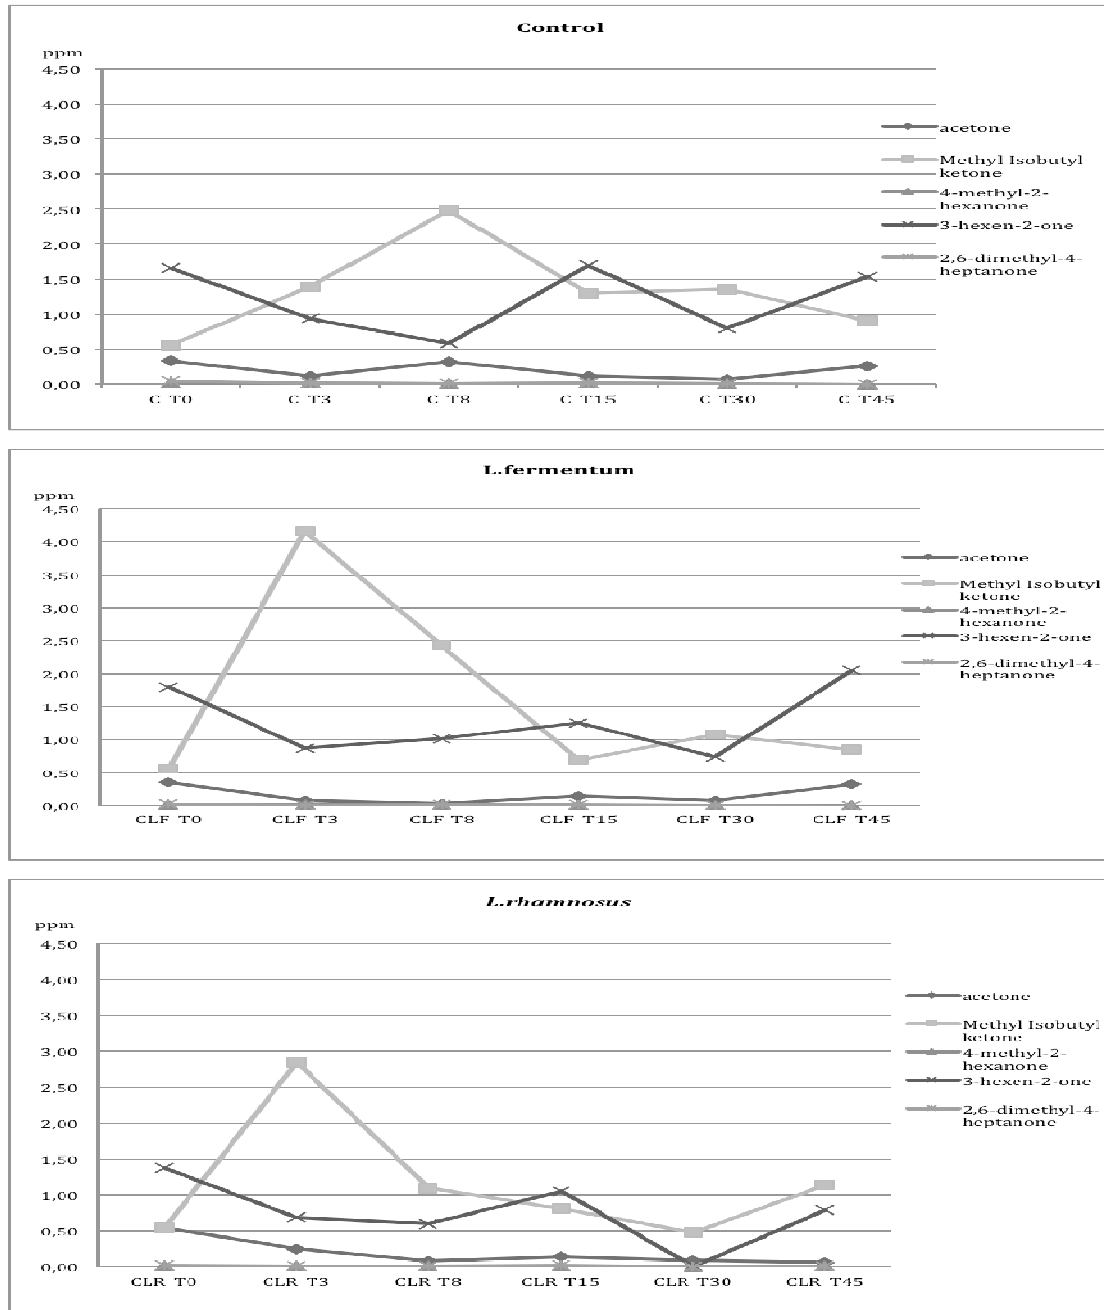 Control
ppm
4,50
4,00
3,50
3,00
2,50
2,00
1,50
1,00
0,50
0,00
C T0 C T3 C T8 C T15 C T30 C T45
acetone
Methyl Isobutyl
ketone
4-methyl-2-
hexanone
3-hexen-2-one
2,6-dimethyl-4-
heptanone
L.fermentum
ppm
4,50
4,00
3,50
3,00
2,50
2,00
1,50
1,00
0,50
0,00
CLF T0 CLF T3 CLF T8 CLF T15 CLF T30 CLF T45
acetone
Methyl Isobutyl
ketone
4-methyl-2-
hexanone
3-hexen-2-one
2,6-dimethyl-4-
heptanone
L.rhamnosus
ppm
4,50
4,00
3,50
3,00
2,50
2,00
1,50
1,00
0,50
0,00
CLR T0 CLR T3 CLR T8 CLR T15 CLR T30 CLR T45
acetone
Methyl Isobutyl
ketone
4-methyl-2-
hexanone
3-hexen-2-one
2,6-dimethyl-4-
heptanone